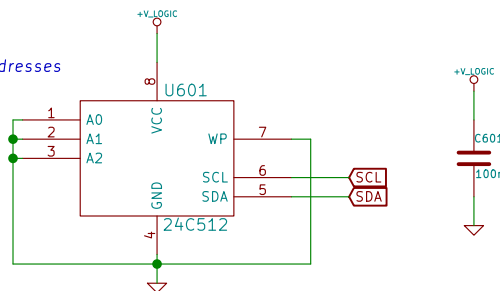 +V_LOGIC
dresses
8
U601
+V_LOGIC
1 A0
VCC
2 A1
WP 7
C601
3 A2
SCL 6 SCL
100n
GND
SDA 5 SDA
24C512
4